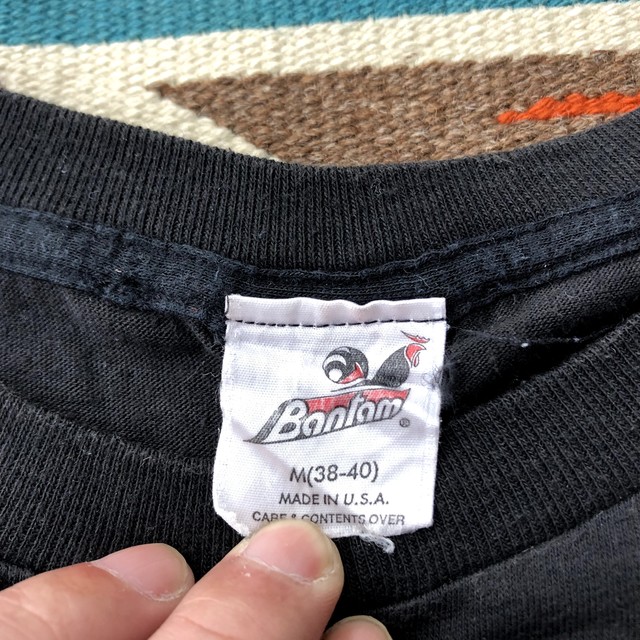 Bantam ®
M(38-40)
MADE IN U.S.A.
CARE & CONTENTS OVER